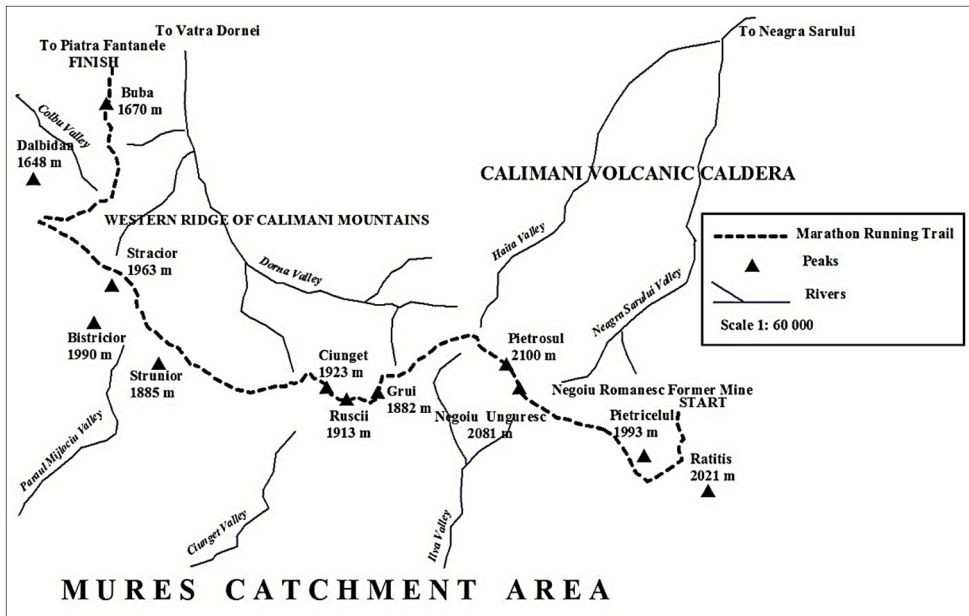 To Vatra Dornei
To Neagra Sarului
To Piatra Fantanele
FINISH
Buba
1670 m
Colbu Valley
Dalbidan
1648 m
CALIMANI VOLCANIC CALDERA
WESTERN RIDGE OF CALIMANI MOUNTAINS
Haita Valley
Marathon Running Trail
Peaks
Rivers
Scale 1: 60 000
Stracior
1963 m
Dorna Valley
Neagra Sarului Valley
Bistricior
1990 m
Pietrosul
2100 m
Strunior
1885 m
Ciunget
1923 m
Ruscii
1913 m
Grui
1882 m
Negoiu Unguresc
2081 m
Negoiu Romanesc Former Mine
START
Pietricelul
1993 m
Ratitis
2021 m
Paraul Mijlociu Valley
Ciunget Valley
Ilva Valley
MURES CATCHMENT AREA